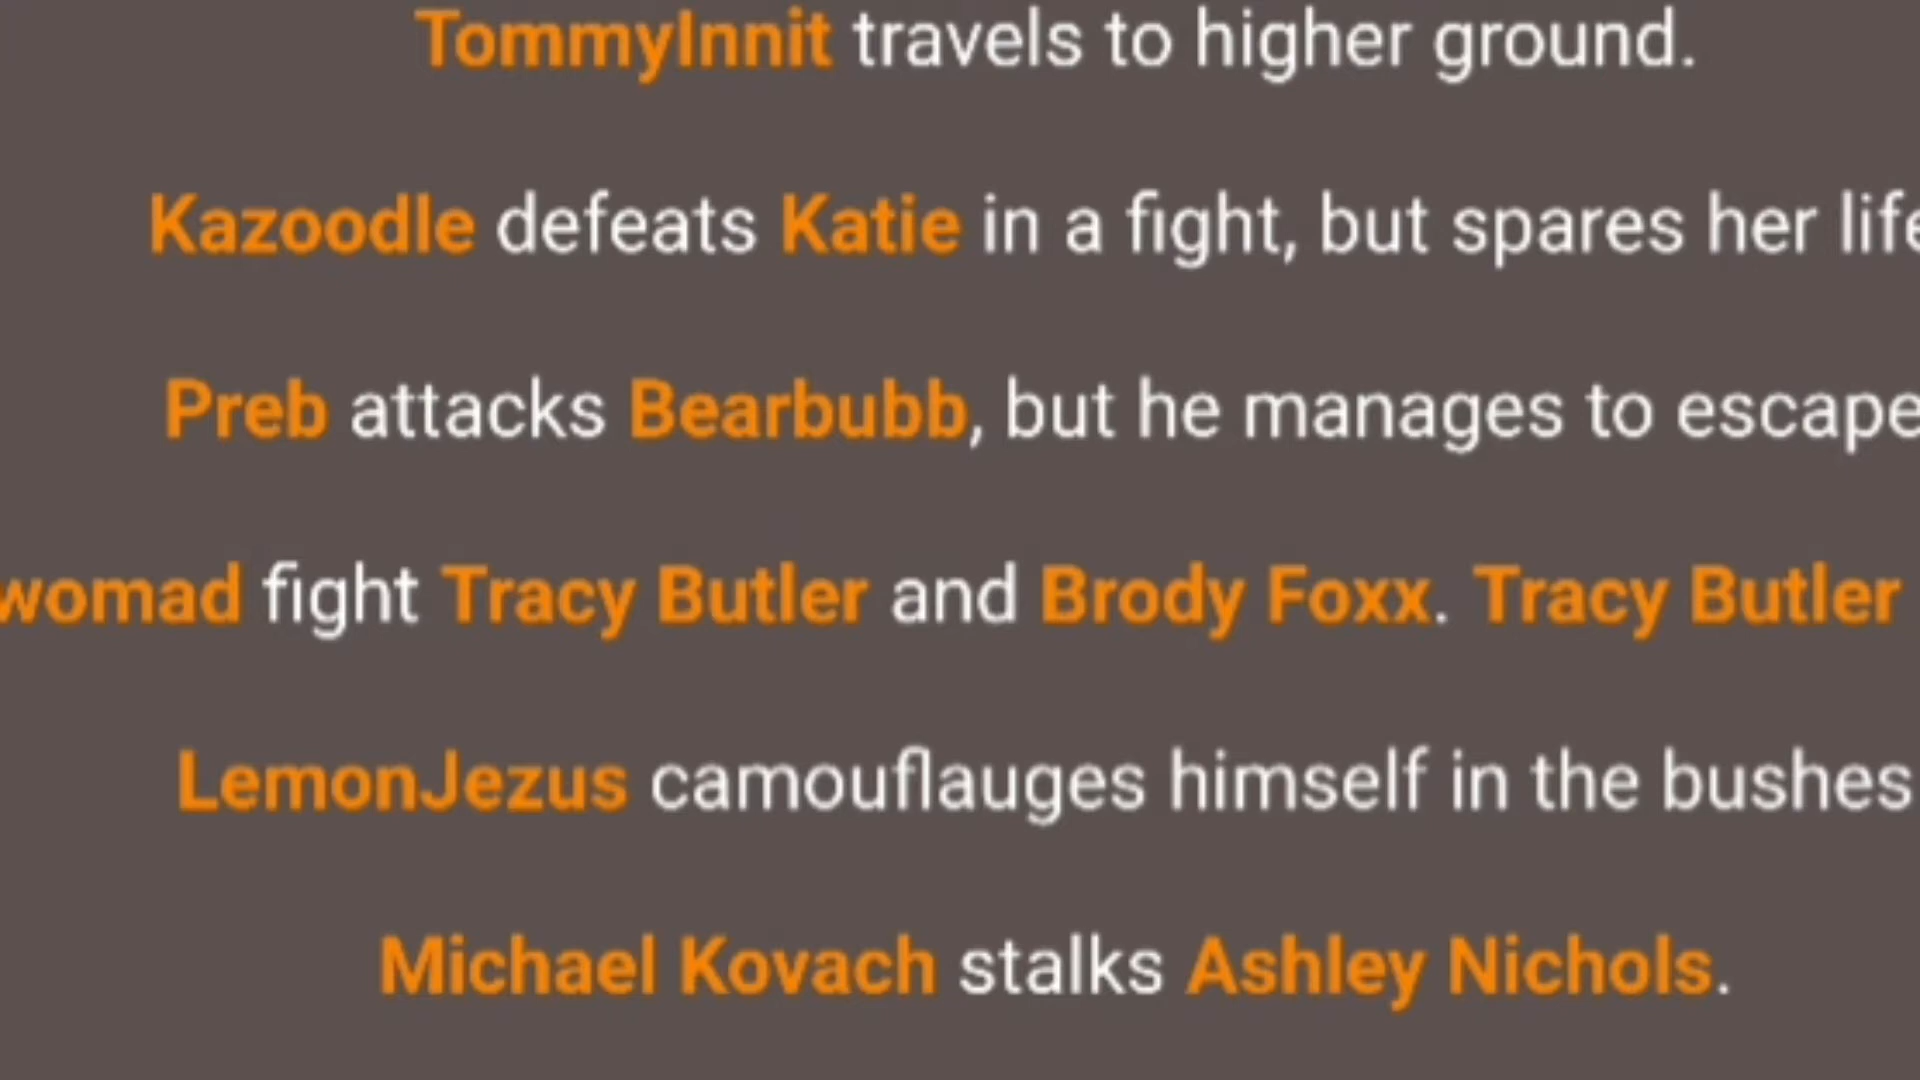 TommyInnit travels to higher ground.
Kazoodle defeats Katie in a fight, but spares her life
Preb attacks Bearbubb, but he manages to escape
womad fight Tracy Butler and Brody Foxx. Tracy Butler
LemonJezus camouflauges himself in the bushes
Michael Kovach stalks Ashley Nichols.